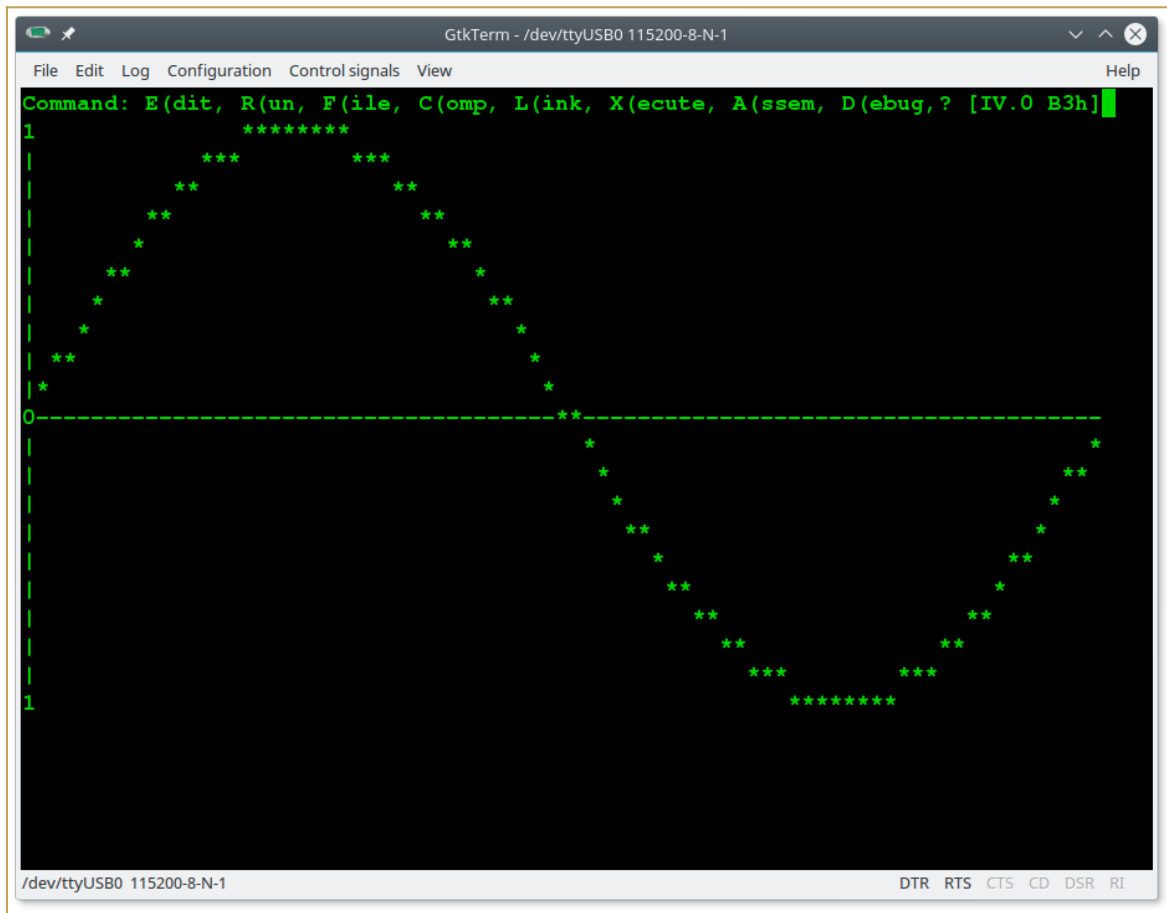 GtkTerm - /dev/ttyUSB0 115200-8-N-1
File Edit Log Configuration Control signals View Help
Command: E(dit, R(un, F(ile, C(omp, L(ink, X(ecute, A(ssem, D(ebug,? [IV.0 B3h]
1               ********
|            ***        ***
|          **              **
|        **                  **
|       *                      **
|     **                         *
|    *                            **
|   *                               *
| **                                 *
|*                                    *
0--------------------------------------**--------------------------------------
|                                        *                                    *
|                                         *                                 **
|                                          *                               *
|                                           **                            *
|                                             *                         **
|                                              **                      *
|                                                **                  **
|                                                  **              **
|                                                    ***        ***
1                                                       ********
/dev/ttyUSB0 115200-8-N-1 DTR RTS CTS CD DSR RI